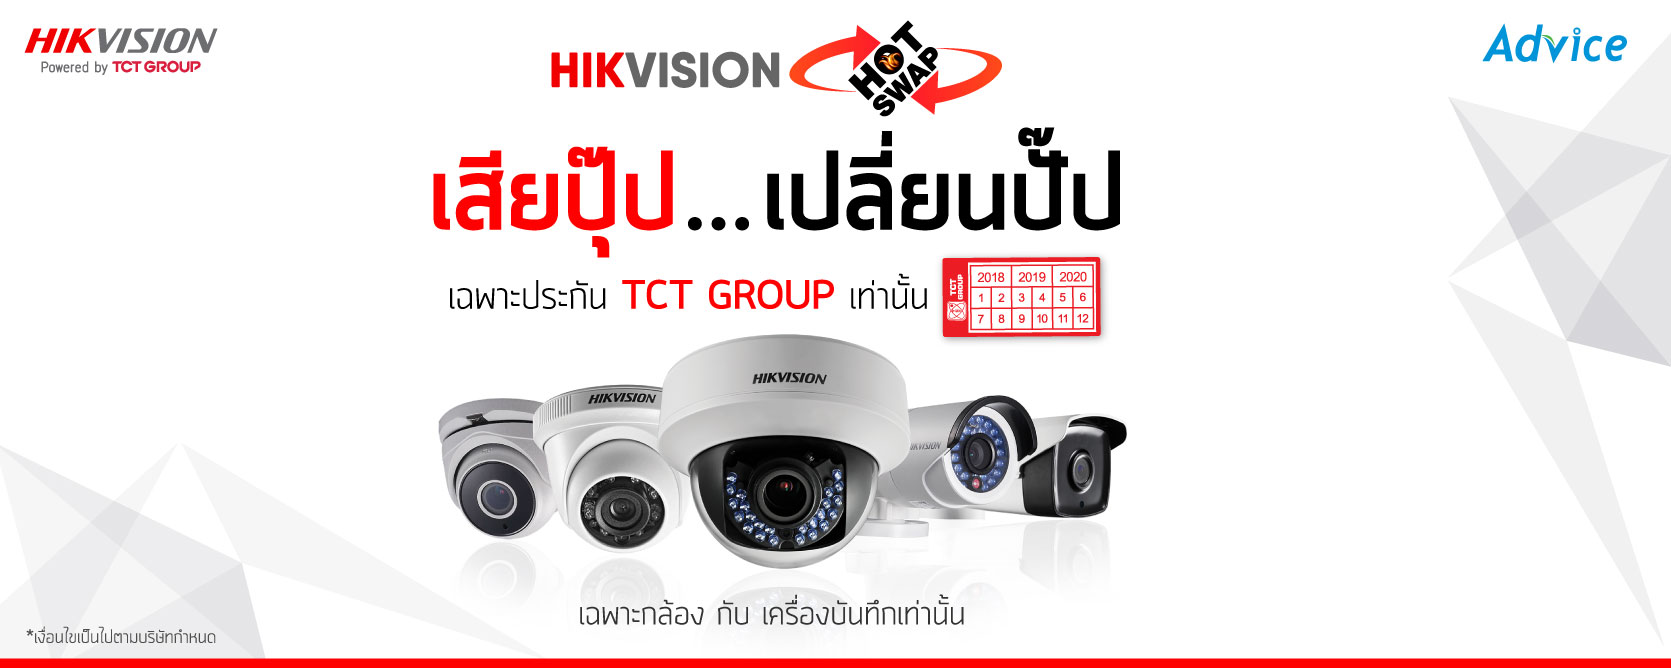 HIKVISION
Powered by TCT GROUP
HIKVISION HOT SWAP
Advice
เสียปุ๊ป...เปลี่ยนปั๊ป
เฉพาะประกัน TCT GROUP เท่านั้น
TCT GROUP
2018 2019 2020
1 2 3 4 5 6
7 8 9 10 11 12
HIKVISION
HIKVISION
HIKVISION
เฉพาะกล้อง กับ เครื่องบันทึกเท่านั้น
*เงื่อนไขเป็นไปตามบริษัทกำหนด